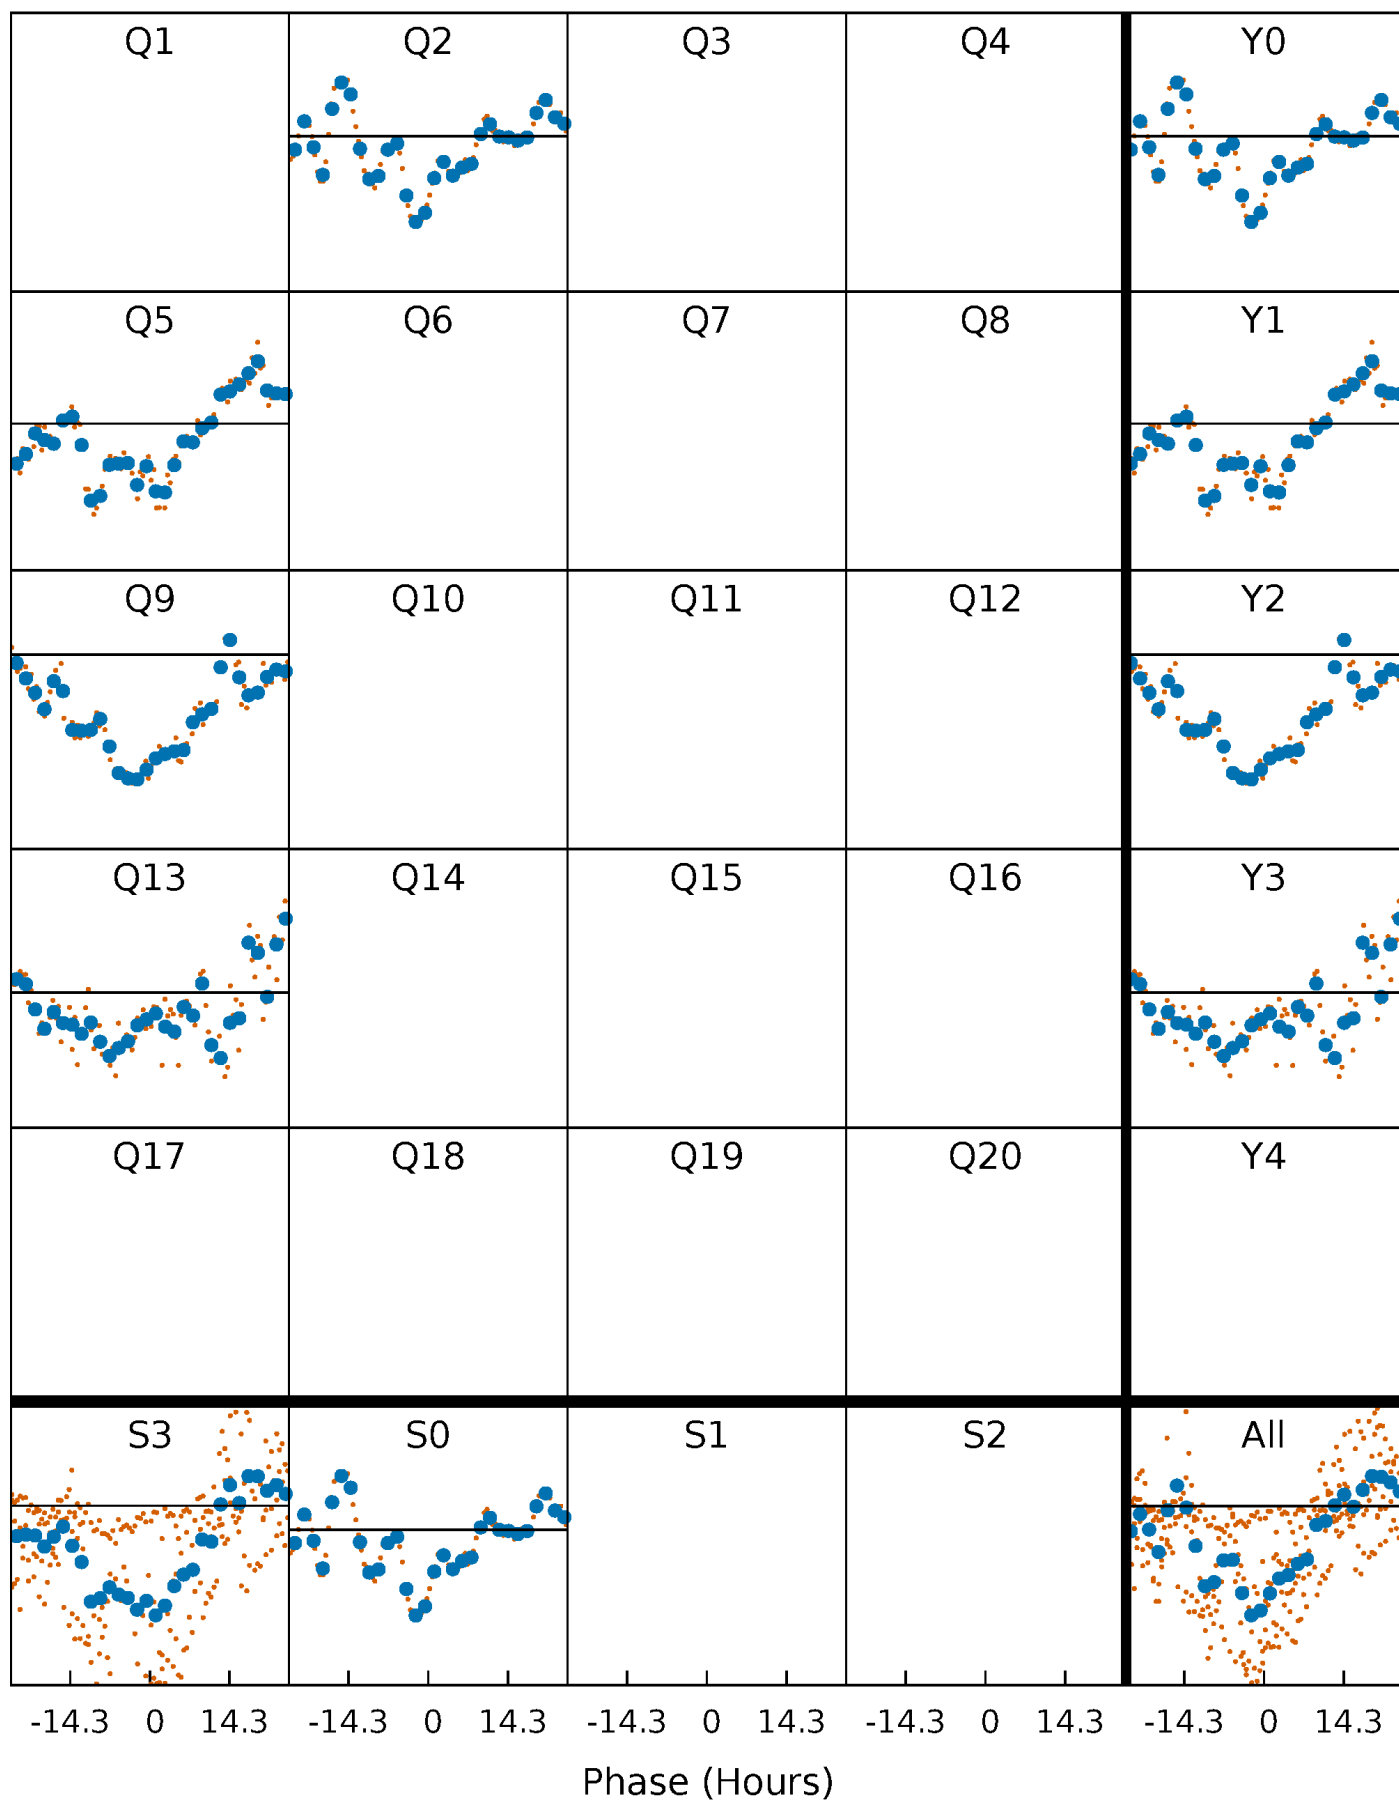 Q1 Q2 Q3 Q4 Y0
Q5 Q6 Q7 Q8 Y1
Q9 Q10 Q11 Q12 Y2
Q13 Q14 Q15 Q16 Y3
Q17 Q18 Q19 Q20 Y4
S3 S0 S1 S2 All
-14.3 0 14.3 -14.3 0 14.3 -14.3 0 14.3 -14.3 0 14.3 -14.3 0 14.3
Phase (Hours)